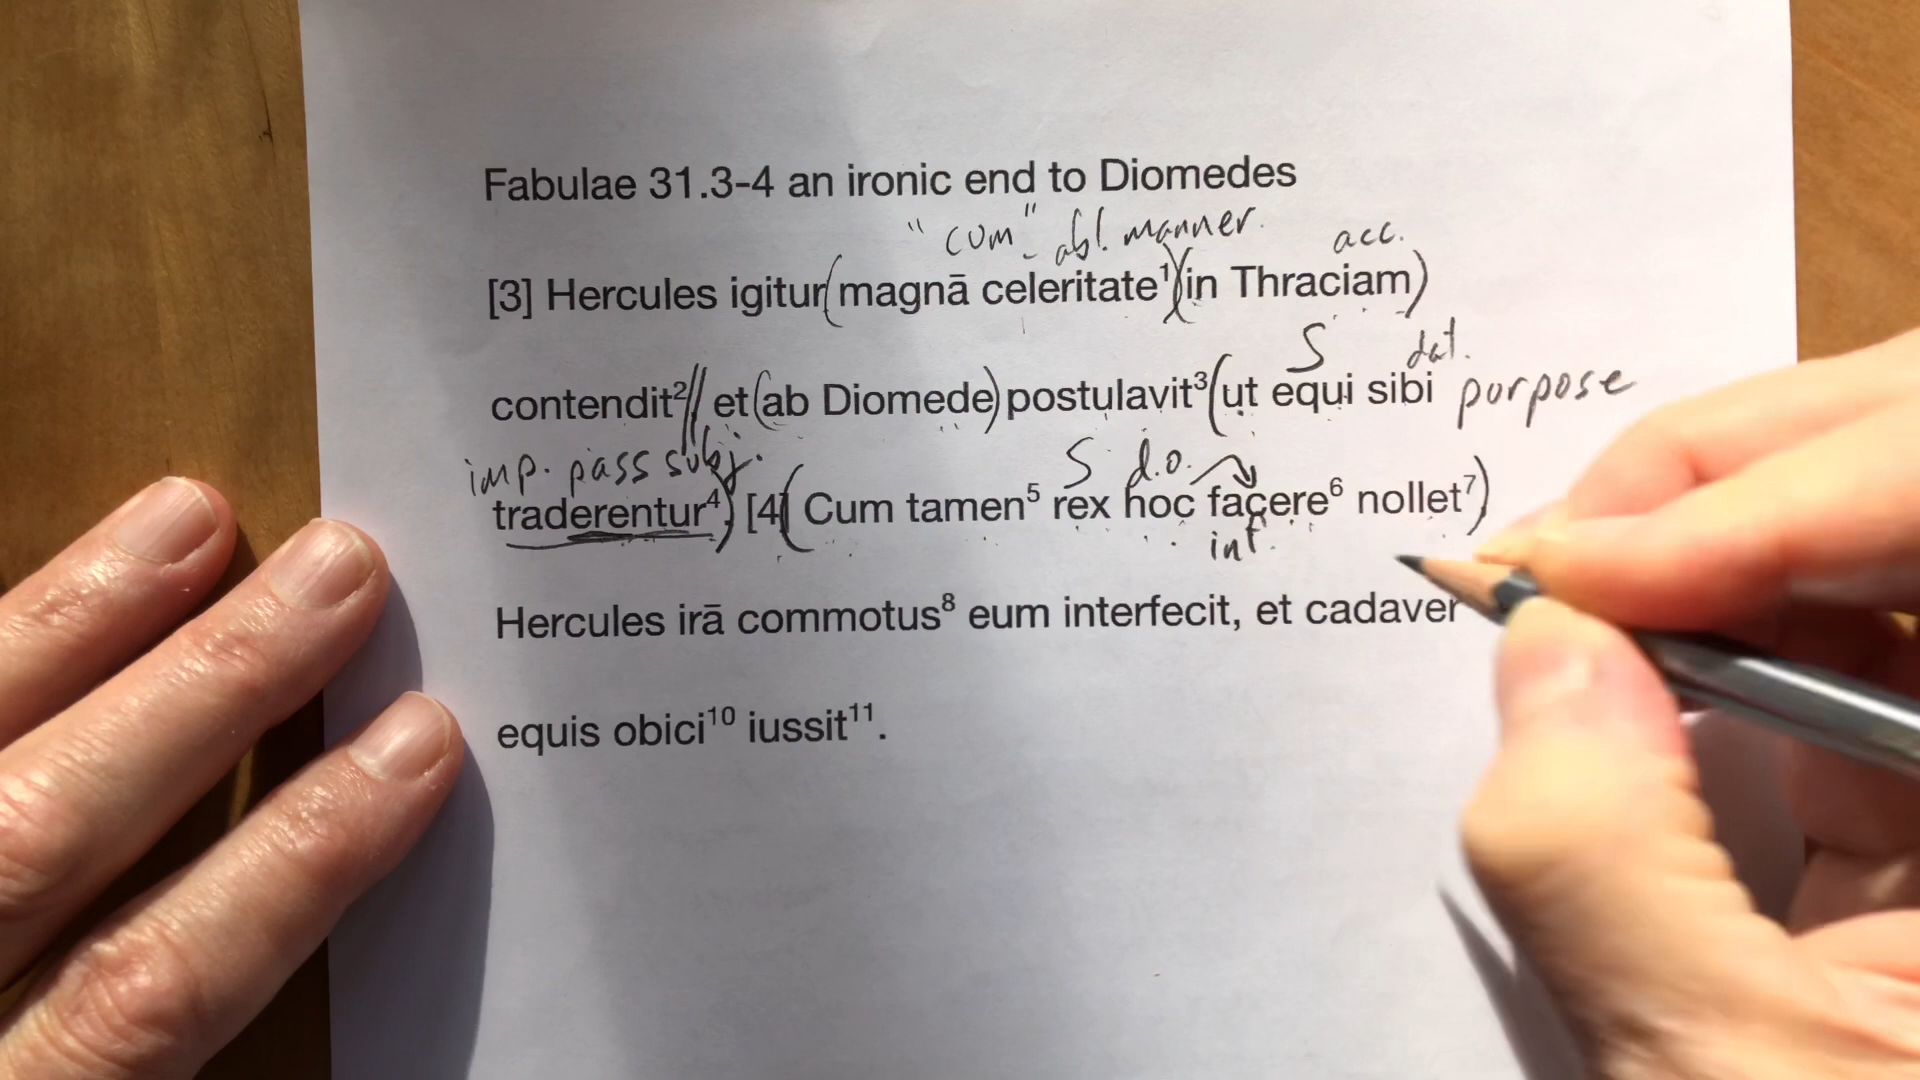 Fabulae 31.3-4 an ironic end to Diomedes
"cum" abl. manner. acc.
[3] Hercules igitur (magnā celeritate¹) (in Thraciam)
S dat.
contendit² // et (ab Diomede) postulavit³ (ut equi sibi purpose
imp. pass subj. S d.o.
traderentur⁴). [4] (Cum tamen⁵ rex hoc facere⁶ nollet⁷)
inf.
Hercules irā commotus⁸ eum interfecit, et cadaver
equis obici¹⁰ iussit¹¹.